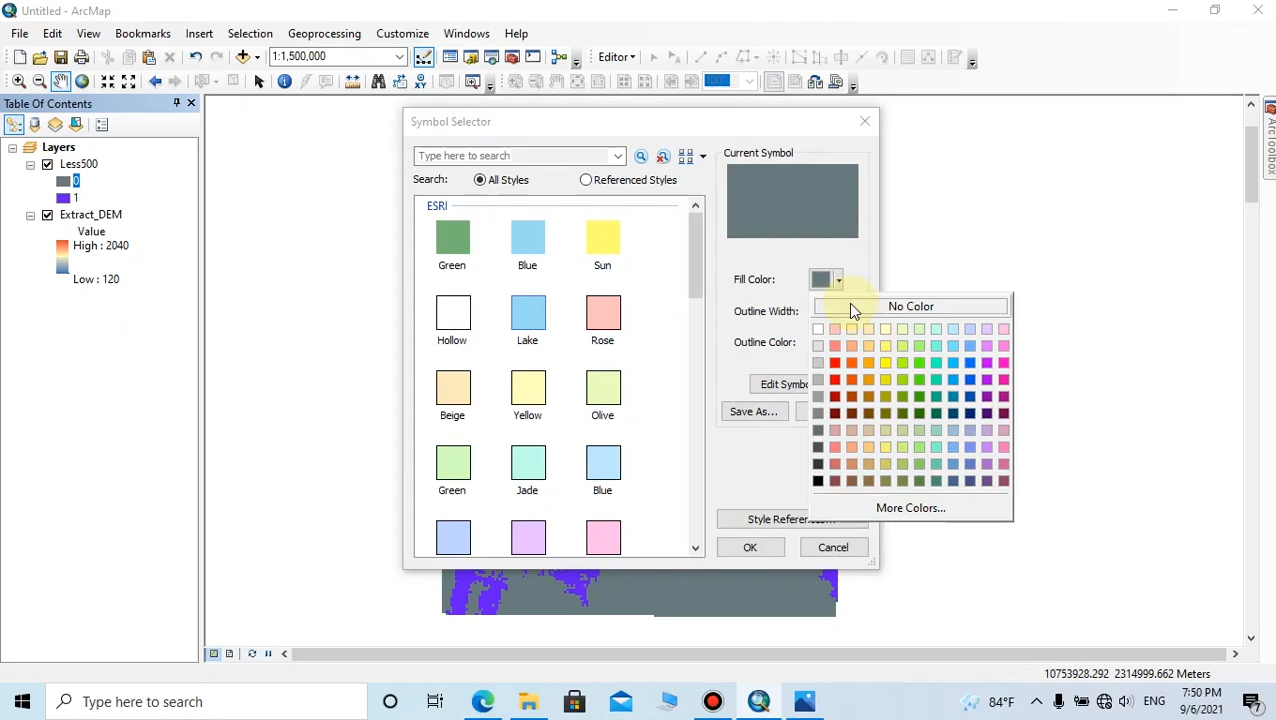 Untitled - ArcMap
File Edit View Bookmarks Insert Selection Geoprocessing Customize Windows Help
1:1,500,000
Editor
Table Of Contents
Layers
Less500
0
1
Extract_DEM
Value
High : 2040
Low : 120
Symbol Selector
Type here to search
Search: All Styles Referenced Styles
ESRI
Green Blue Sun
Hollow Lake Rose
Beige Yellow Olive
Green Jade Blue
Current Symbol
Fill Color:
No Color
Outline Width:
Outline Color:
Edit Symbo
Save As...
More Colors...
Style Referenc
OK Cancel
ArcToolbox
10753928.292 2314999.662 Meters
Type here to search
84°F
ENG
7:50 PM
9/6/2021
7